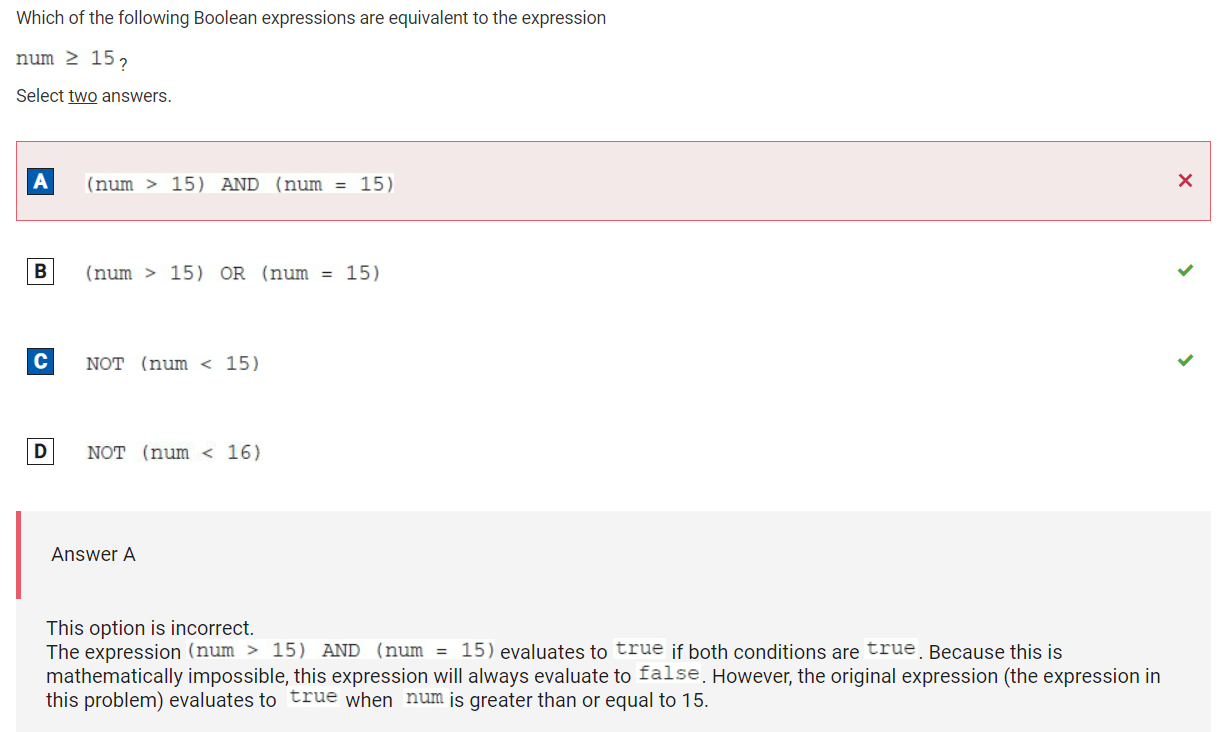 Which of the following Boolean expressions are equivalent to the expression
num ≥ 15?
Select two answers.
A (num > 15) AND (num = 15) ✕
B (num > 15) OR (num = 15) ✓
C NOT (num < 15) ✓
D NOT (num < 16)
Answer A
This option is incorrect.
The expression (num > 15) AND (num = 15) evaluates to true if both conditions are true. Because this is
mathematically impossible, this expression will always evaluate to false. However, the original expression (the expression in
this problem) evaluates to true when num is greater than or equal to 15.